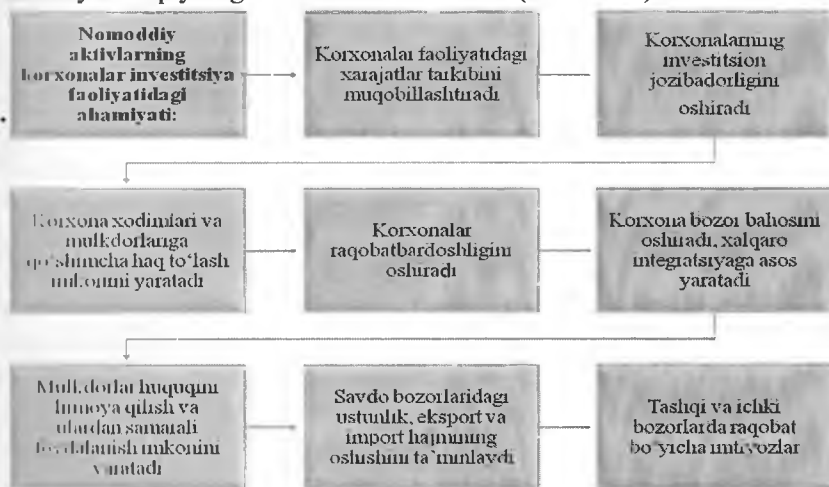 Nomoddiy
aktivlarning
korxonalar investitsiya
faoliyatidagi
ahamiyati:
Korxonalar faoliyatidagi
xarajatlar tarkibini
muqobillashtiradi
Korxonalarning
investitsion
jozibadorligini
oshiradi
Korxona xodimlari va
mulkdorlariga
qo‘shimcha haq to‘lash
imkonini yaratadi
Korxonalar
raqobatbardoshligini
oshiradi
Korxona bozor bahosini
oshiradi, xalqaro
integratsiyaga asos
yaratadi
Mulkdorlar huquqini
himoya qilish va
ulardan samarali
foydalanish imkonini
yaratadi
Savdo bozorlaridagi
ustunlik, eksport va
import hajmining
oshishini ta`minlaydi
Tashqi va ichki
bozorlarda raqobat
bo‘yicha imtiyozlar